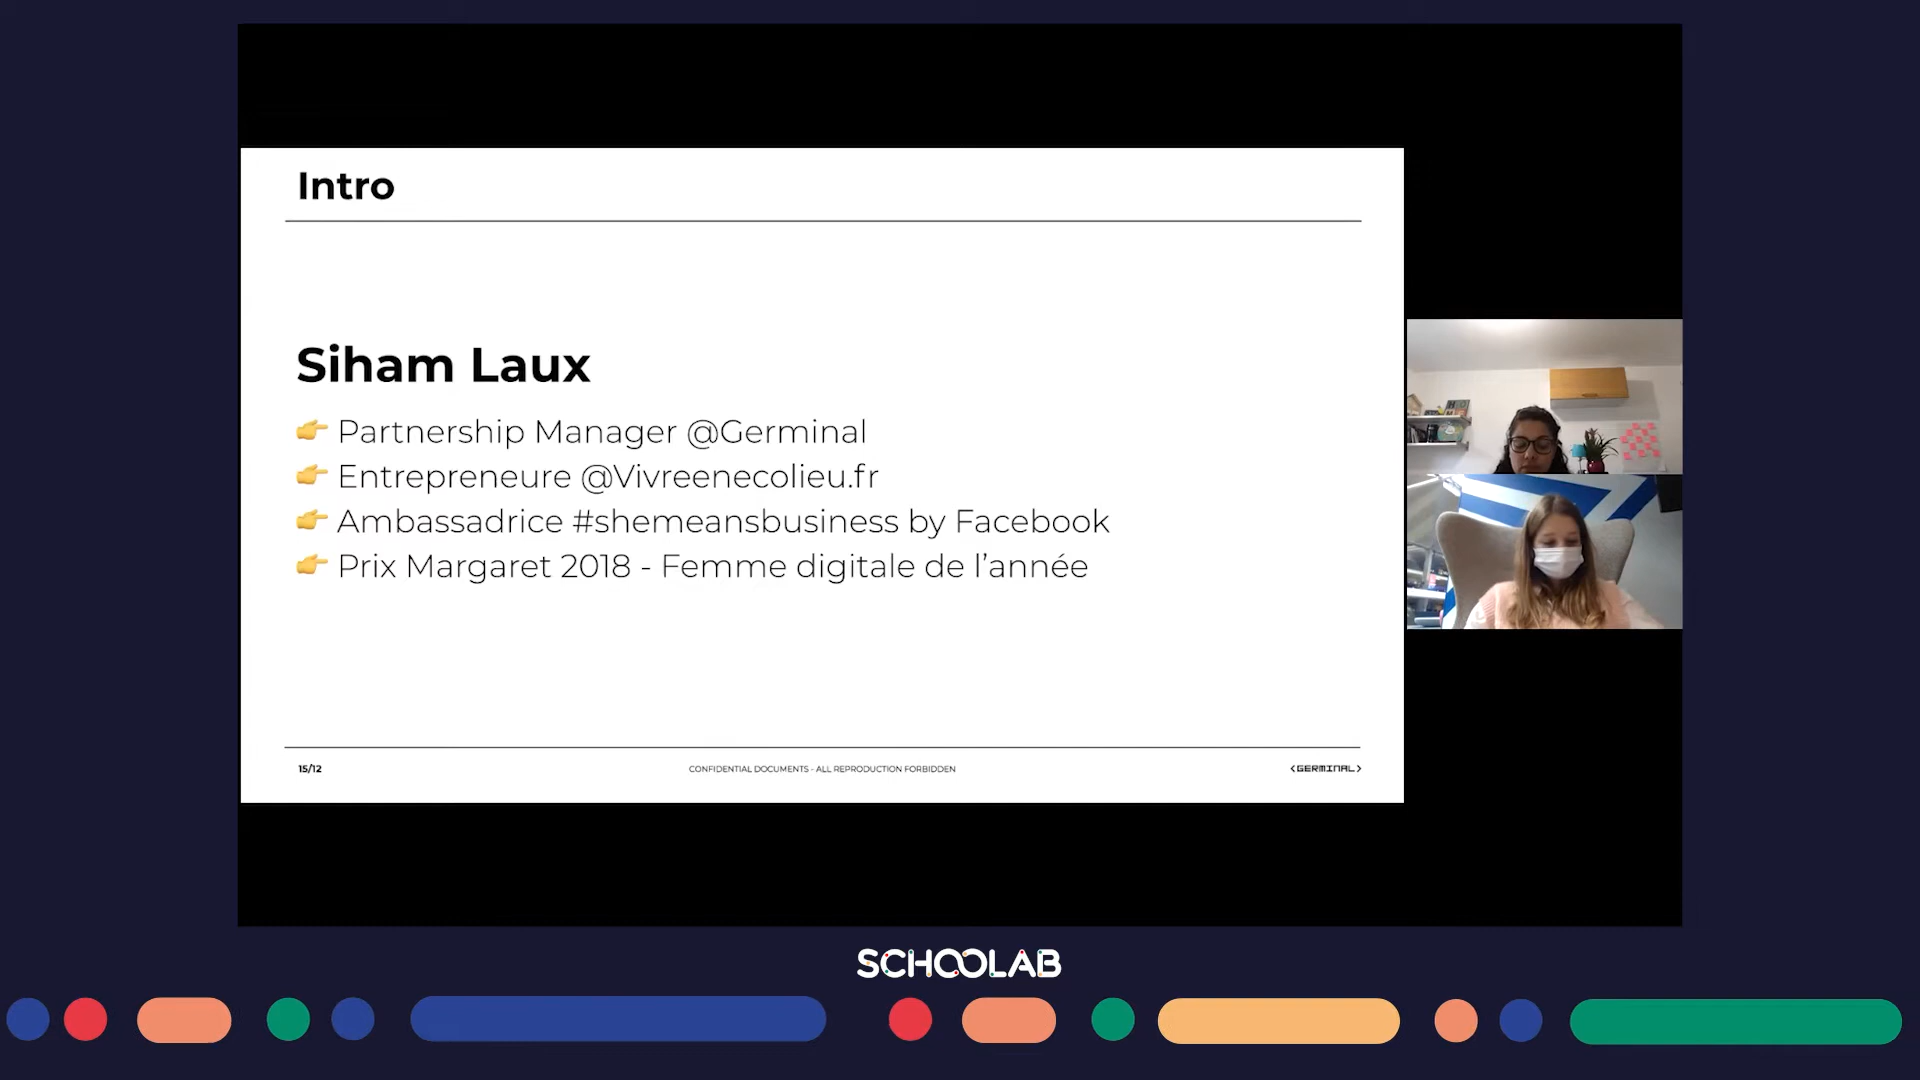 Intro
Siham Laux
👉 Partnership Manager @Germinal
👉 Entrepreneure @Vivreenecolieu.fr
👉 Ambassadrice #shemeansbusiness by Facebook
👉 Prix Margaret 2018 - Femme digitale de l’année
15/12
CONFIDENTIAL DOCUMENTS - ALL REPRODUCTION FORBIDDEN
<GERMINAL>
SCHOOLAB